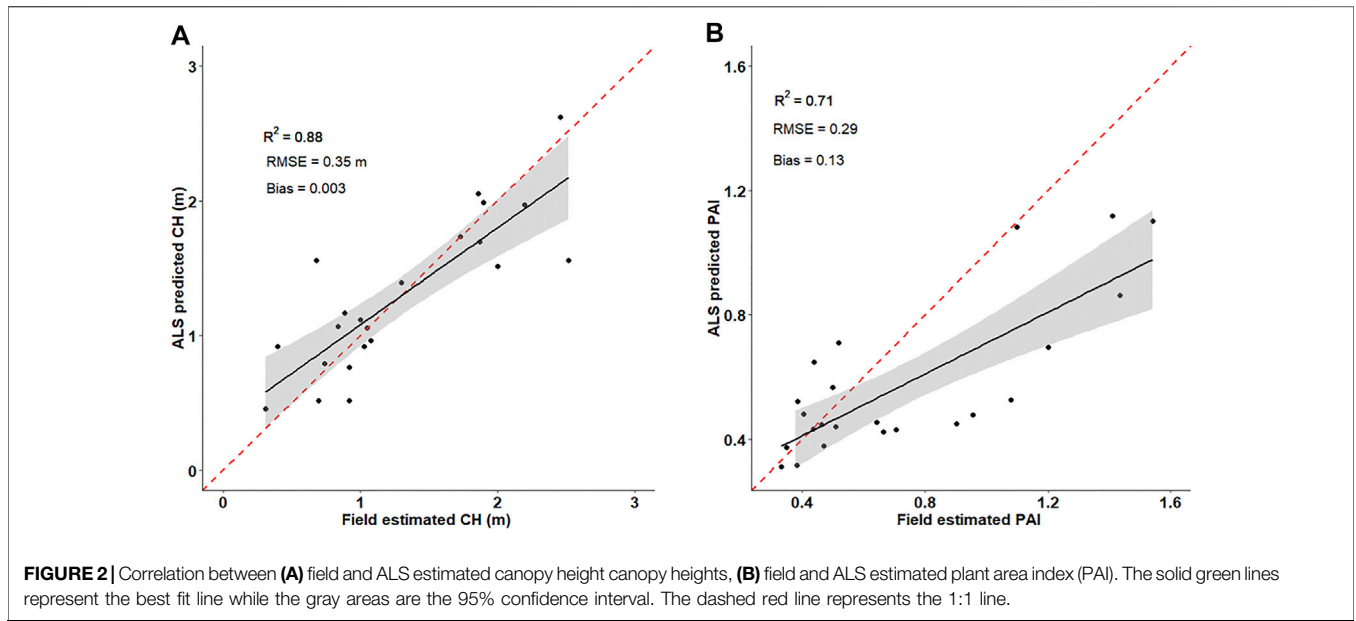 A
3
2
1
0
ALS predicted CH (m)
R² = 0.88
RMSE = 0.35 m
Bias = 0.003
0 1 2 3
Field estimated CH (m)
B
1.6
1.2
0.8
0.4
ALS predicted PAI
R² = 0.71
RMSE = 0.29
Bias = 0.13
0.4 0.8 1.2 1.6
Field estimated PAI
FIGURE 2 | Correlation between (A) field and ALS estimated canopy height canopy heights, (B) field and ALS estimated plant area index (PAI). The solid green lines
represent the best fit line while the gray areas are the 95% confidence interval. The dashed red line represents the 1:1 line.